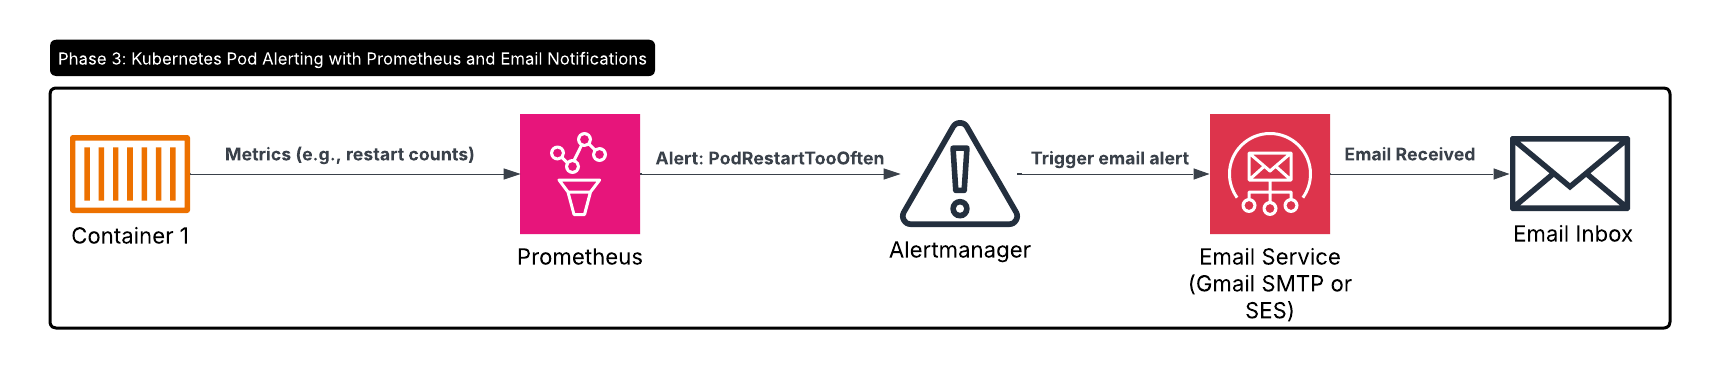 Phase 3: Kubernetes Pod Alerting with Prometheus and Email Notifications
Metrics (e.g., restart counts)
Alert: PodRestartTooOften
Trigger email alert
Email Received
Container 1
Prometheus
Alertmanager
Email Service
(Gmail SMTP or
SES)
Email Inbox